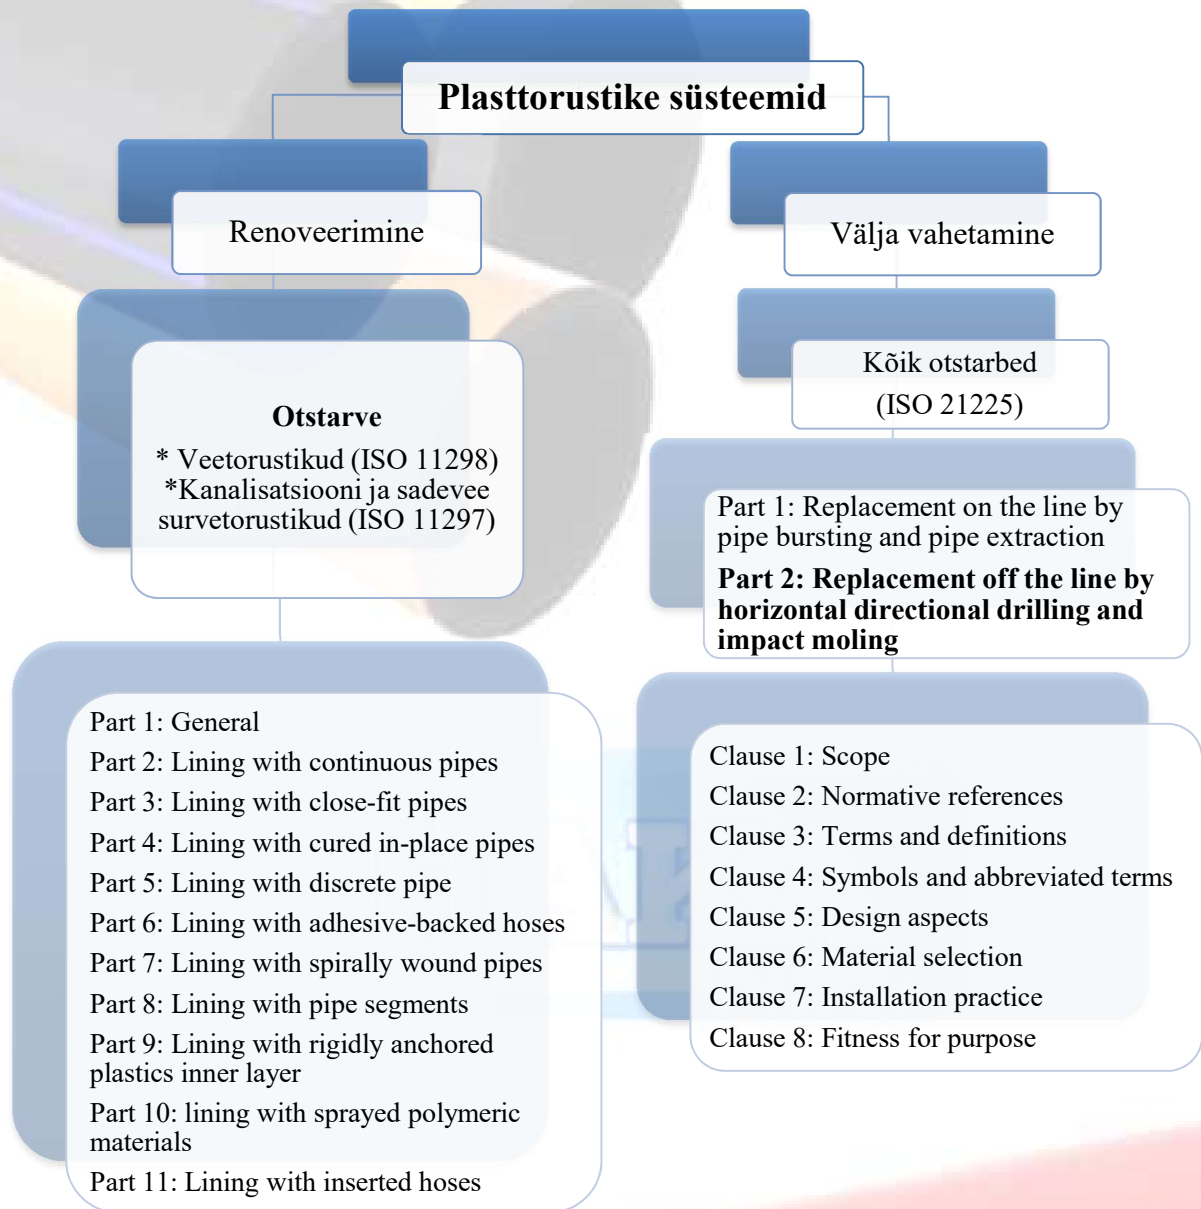 Plasttorustike süsteemid
Renoveerimine
Välja vahetamine
Otstarve
* Veetorustikud (ISO 11298)
*Kanalisatsiooni ja sadevee
survetorustikud (ISO 11297)
Kõik otstarbed
(ISO 21225)
Part 1: Replacement on the line by
pipe bursting and pipe extraction
Part 2: Replacement off the line by
horizontal directional drilling and
impact moling
Part 1: General
Part 2: Lining with continuous pipes
Part 3: Lining with close-fit pipes
Part 4: Lining with cured in-place pipes
Part 5: Lining with discrete pipe
Part 6: Lining with adhesive-backed hoses
Part 7: Lining with spirally wound pipes
Part 8: Lining with pipe segments
Part 9: Lining with rigidly anchored
plastics inner layer
Part 10: lining with sprayed polymeric
materials
Part 11: Lining with inserted hoses
Clause 1: Scope
Clause 2: Normative references
Clause 3: Terms and definitions
Clause 4: Symbols and abbreviated terms
Clause 5: Design aspects
Clause 6: Material selection
Clause 7: Installation practice
Clause 8: Fitness for purpose